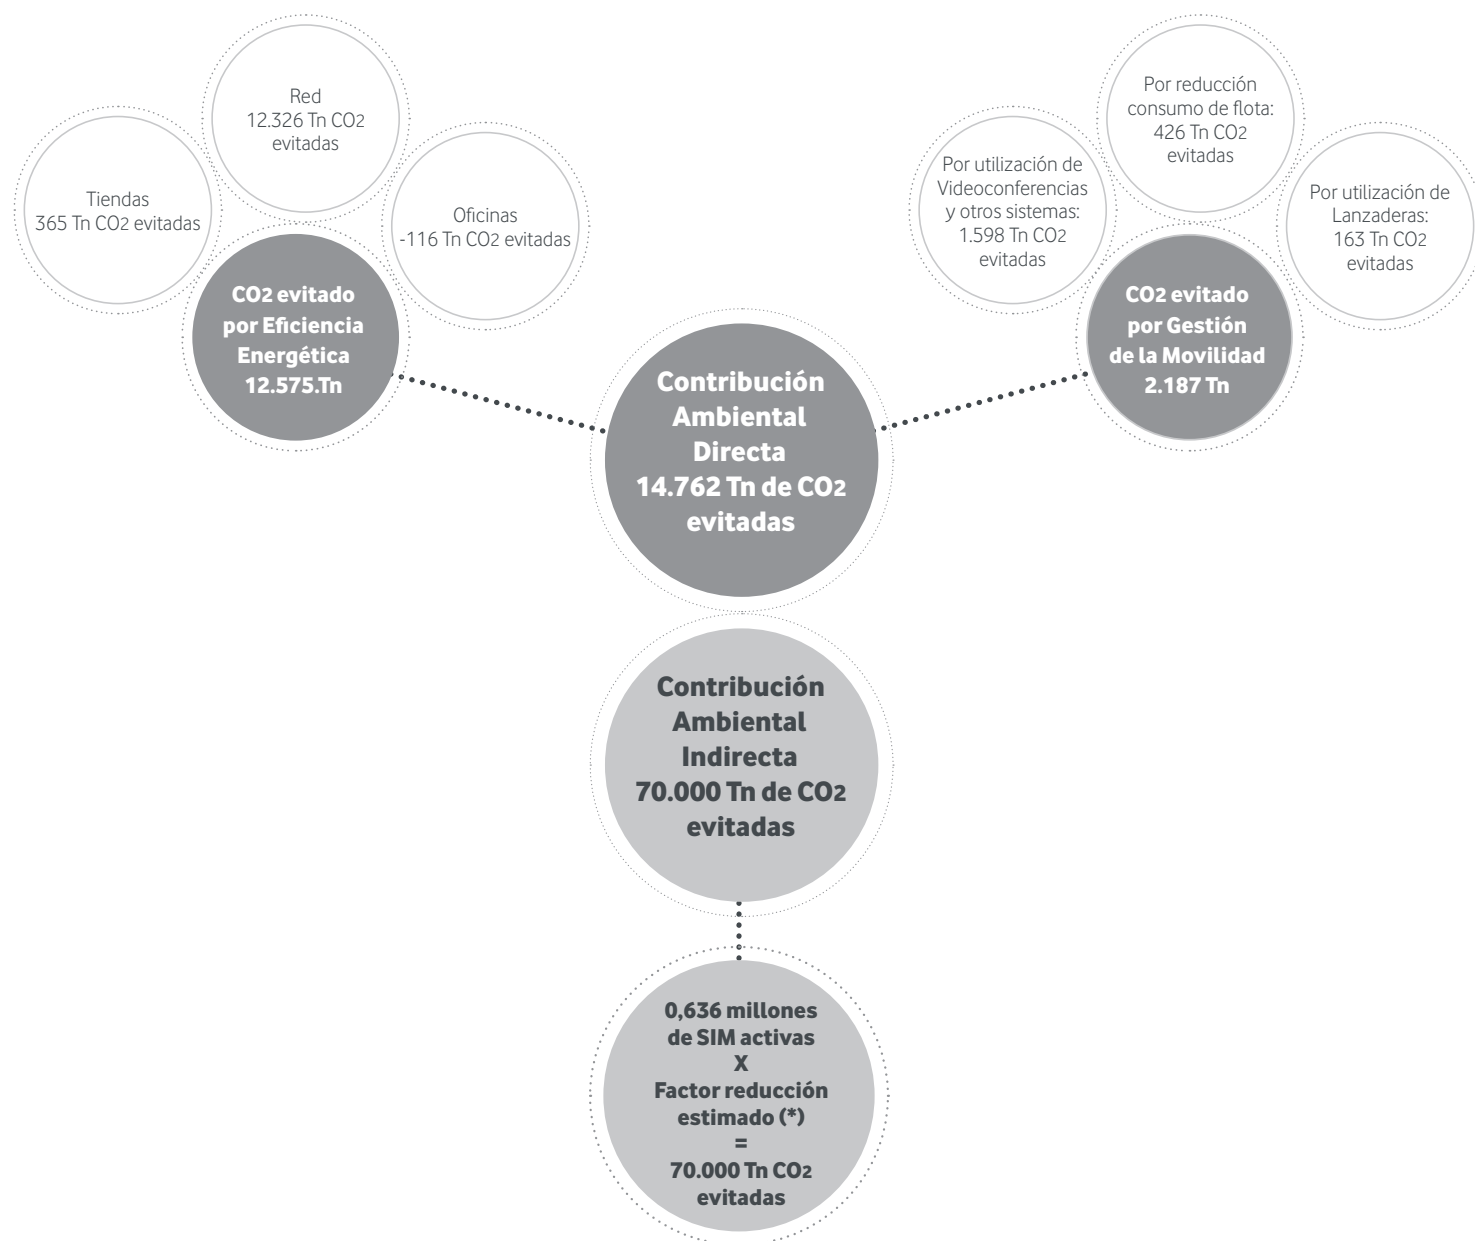 Red
12.326 Tn CO2
evitadas
Tiendas
365 Tn CO2 evitadas
Oficinas
-116 Tn CO2 evitadas
CO2 evitado
por Eficiencia
Energética
12.575.Tn
Por reducción
consumo de flota:
426 Tn CO2
evitadas
Por utilización de
Videoconferencias
y otros sistemas:
1.598 Tn CO2
evitadas
Por utilización de
Lanzaderas:
163 Tn CO2
evitadas
CO2 evitado
por Gestión
de la Movilidad
2.187 Tn
Contribución
Ambiental
Directa
14.762 Tn de CO2
evitadas
Contribución
Ambiental
Indirecta
70.000 Tn de CO2
evitadas
0,636 millones
de SIM activas
X
Factor reducción
estimado (*)
=
70.000 Tn CO2
evitadas